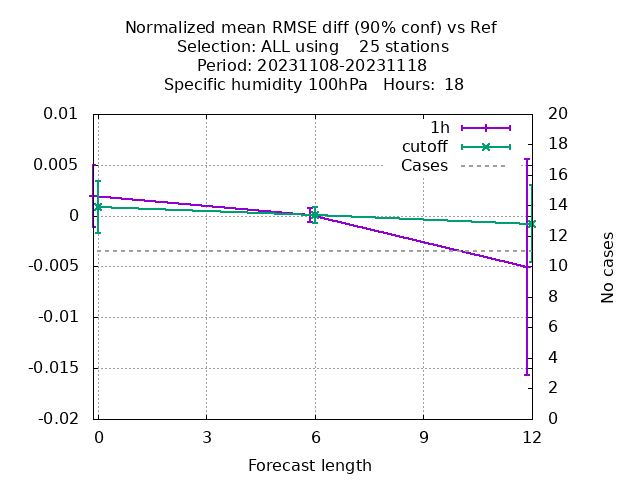 Normalized mean RMSE diff (90% conf) vs Ref
Selection: ALL using    25 stations
Period: 20231108-20231118
Specific humidity 100hPa   Hours:  18
0.01
0.005
0
-0.005
-0.01
-0.015
-0.02
20
18
16
14
12
10
8
6
4
2
0
1h
cutoff
Cases
No cases
0 3 6 9 12
Forecast length